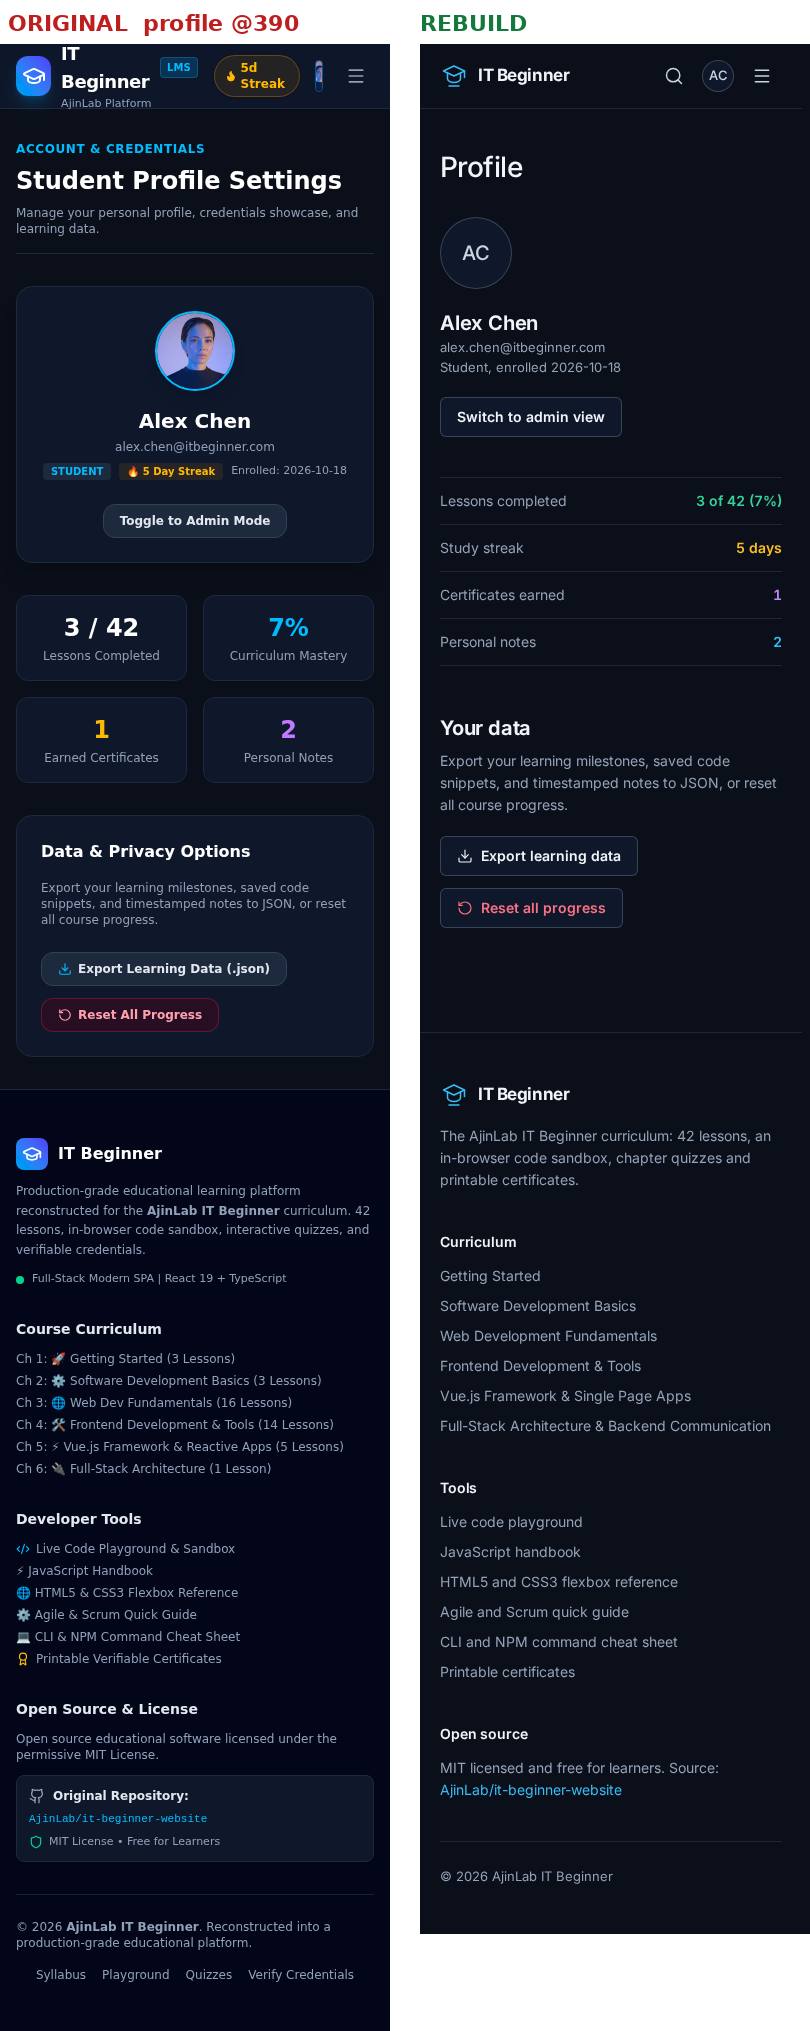 ORIGINAL profile @390
IT
Beginner
LMS
AjinLab Platform
5d
Streak
ACCOUNT & CREDENTIALS
Student Profile Settings
Manage your personal profile, credentials showcase, and
learning data.
Alex Chen
alex.chen@itbeginner.com
STUDENT
🔥 5 Day Streak
Enrolled: 2026-10-18
Toggle to Admin Mode
3 / 42
Lessons Completed
7%
Curriculum Mastery
1
Earned Certificates
2
Personal Notes
Data & Privacy Options
Export your learning milestones, saved code
snippets, and timestamped notes to JSON, or reset
all course progress.
Export Learning Data (.json)
Reset All Progress
IT Beginner
Production-grade educational learning platform
reconstructed for the AjinLab IT Beginner curriculum. 42
lessons, in-browser code sandbox, interactive quizzes, and
verifiable credentials.
Full-Stack Modern SPA | React 19 + TypeScript
Course Curriculum
Ch 1: 🚀 Getting Started (3 Lessons)
Ch 2: ⚙️ Software Development Basics (3 Lessons)
Ch 3: 🌐 Web Dev Fundamentals (16 Lessons)
Ch 4: 🛠️ Frontend Development & Tools (14 Lessons)
Ch 5: ⚡ Vue.js Framework & Reactive Apps (5 Lessons)
Ch 6: 🔌 Full-Stack Architecture (1 Lesson)
Developer Tools
Live Code Playground & Sandbox
⚡ JavaScript Handbook
🌐 HTML5 & CSS3 Flexbox Reference
⚙️ Agile & Scrum Quick Guide
💻 CLI & NPM Command Cheat Sheet
Printable Verifiable Certificates
Open Source & License
Open source educational software licensed under the
permissive MIT License.
Original Repository:
AjinLab/it-beginner-website
MIT License • Free for Learners
© 2026 AjinLab IT Beginner. Reconstructed into a
production-grade educational platform.
Syllabus
Playground
Quizzes
Verify Credentials
REBUILD
IT Beginner
AC
Profile
AC
Alex Chen
alex.chen@itbeginner.com
Student, enrolled 2026-10-18
Switch to admin view
Lessons completed 3 of 42 (7%)
Study streak 5 days
Certificates earned 1
Personal notes 2
Your data
Export your learning milestones, saved code
snippets, and timestamped notes to JSON, or reset
all course progress.
Export learning data
Reset all progress
IT Beginner
The AjinLab IT Beginner curriculum: 42 lessons, an
in-browser code sandbox, chapter quizzes and
printable certificates.
Curriculum
Getting Started
Software Development Basics
Web Development Fundamentals
Frontend Development & Tools
Vue.js Framework & Single Page Apps
Full-Stack Architecture & Backend Communication
Tools
Live code playground
JavaScript handbook
HTML5 and CSS3 flexbox reference
Agile and Scrum quick guide
CLI and NPM command cheat sheet
Printable certificates
Open source
MIT licensed and free for learners. Source:
AjinLab/it-beginner-website
© 2026 AjinLab IT Beginner